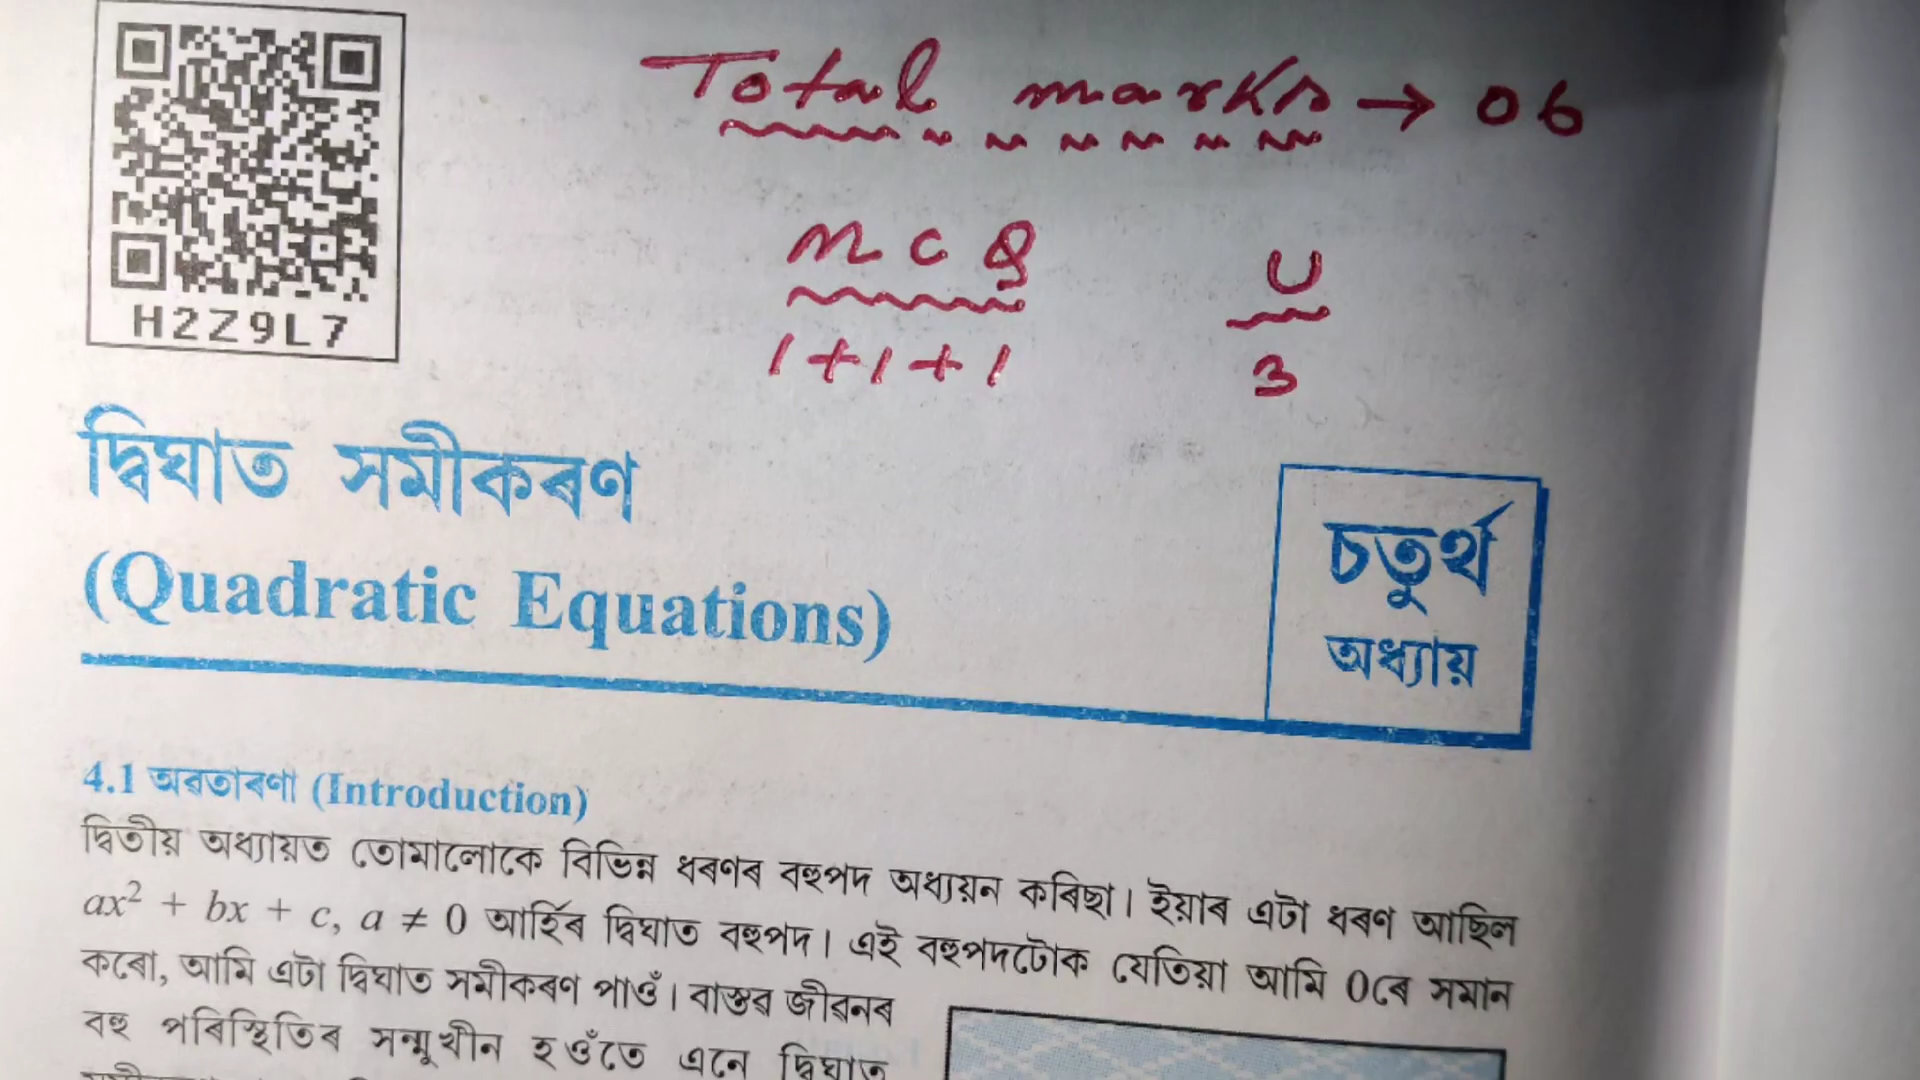 Total marks → 06
MCQ U
1+1+1 3
H2Z9L7
দ্বিঘাত সমীকৰণ
(Quadratic Equations)
চতুৰ্থ
অধ্যায়
4.1 অৱতাৰণা (Introduction)
দ্বিতীয় অধ্যায়ত তোমালোকে বিভিন্ন ধৰণৰ বহুপদ অধ্যয়ন কৰিছা। ইয়াৰ এটা ধৰণ আছিল
ax² + bx + c, a ≠ 0 আৰ্হিৰ দ্বিঘাত বহুপদ। এই বহুপদটোক যেতিয়া আমি 0ৰে সমান
কৰো, আমি এটা দ্বিঘাত সমীকৰণ পাওঁ। বাস্তৱ জীৱনৰ
বহু পৰিস্থিতিৰ সন্মুখীন হওঁতে এনে দ্বিঘাত